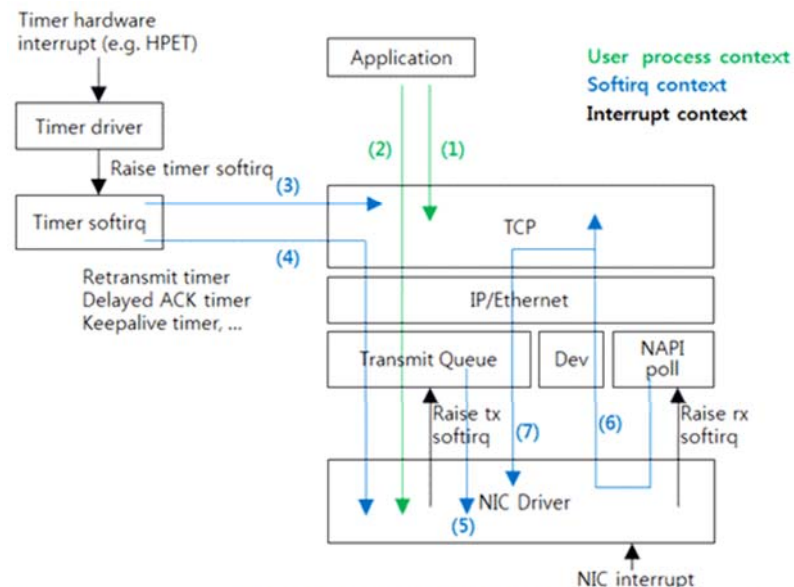 Timer hardware
interrupt (e.g. HPET)
Application
User process context
Softirq context
Interrupt context
Timer driver
Raise timer softirq
(2)
(1)
(3)
Timer softirq
TCP
(4)
Retransmit timer
Delayed ACK timer
Keepalive timer, ...
IP/Ethernet
Transmit Queue
Dev
NAPI
poll
Raise tx
softirq
(7)
(6)
Raise rx
softirq
NIC Driver
(5)
NIC interrupt